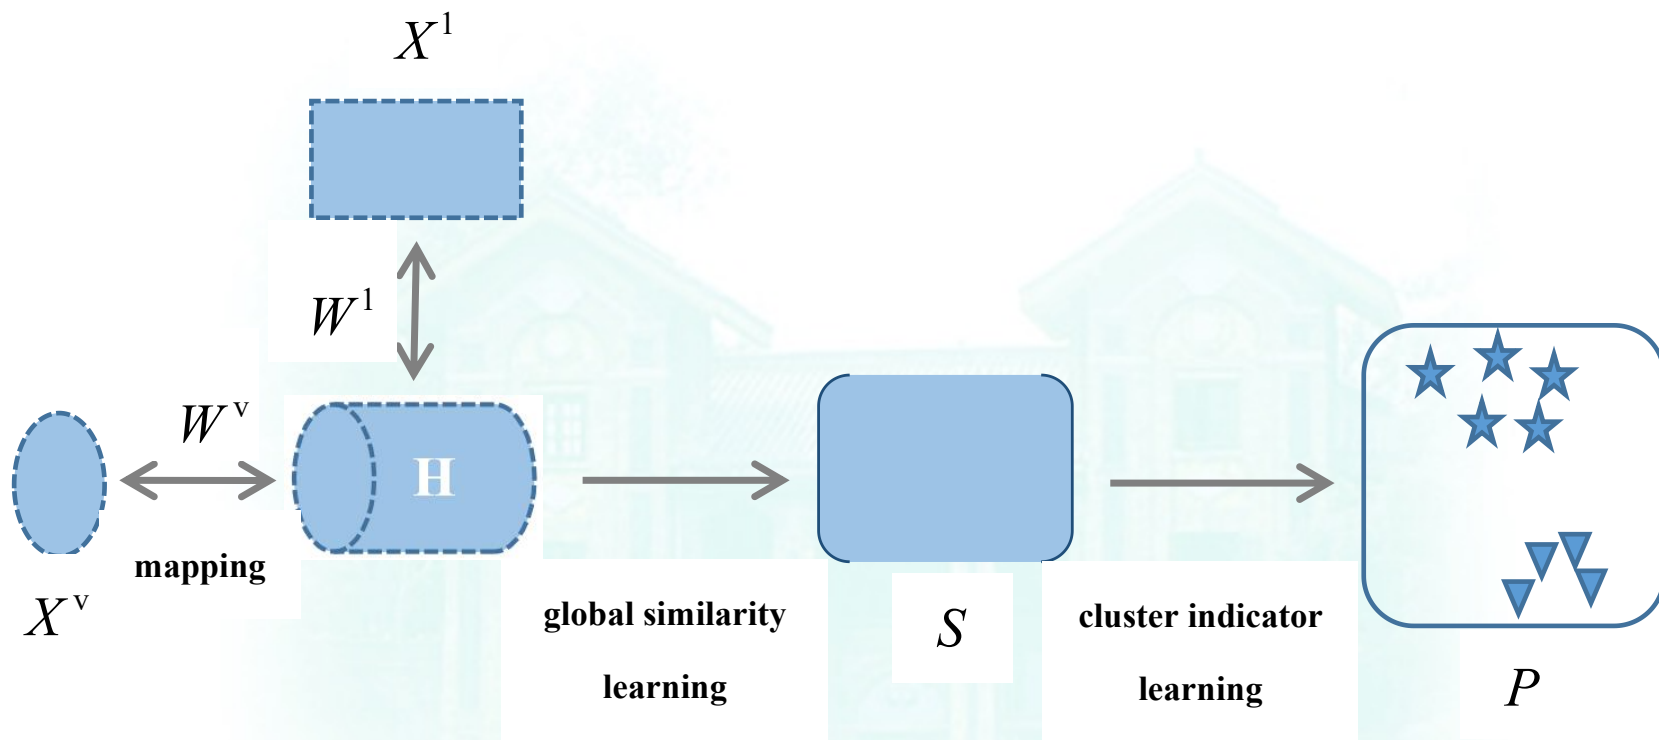 X¹
W¹
Wᵛ
H
mapping
Xᵛ
global similarity
learning
S
cluster indicator
learning
P